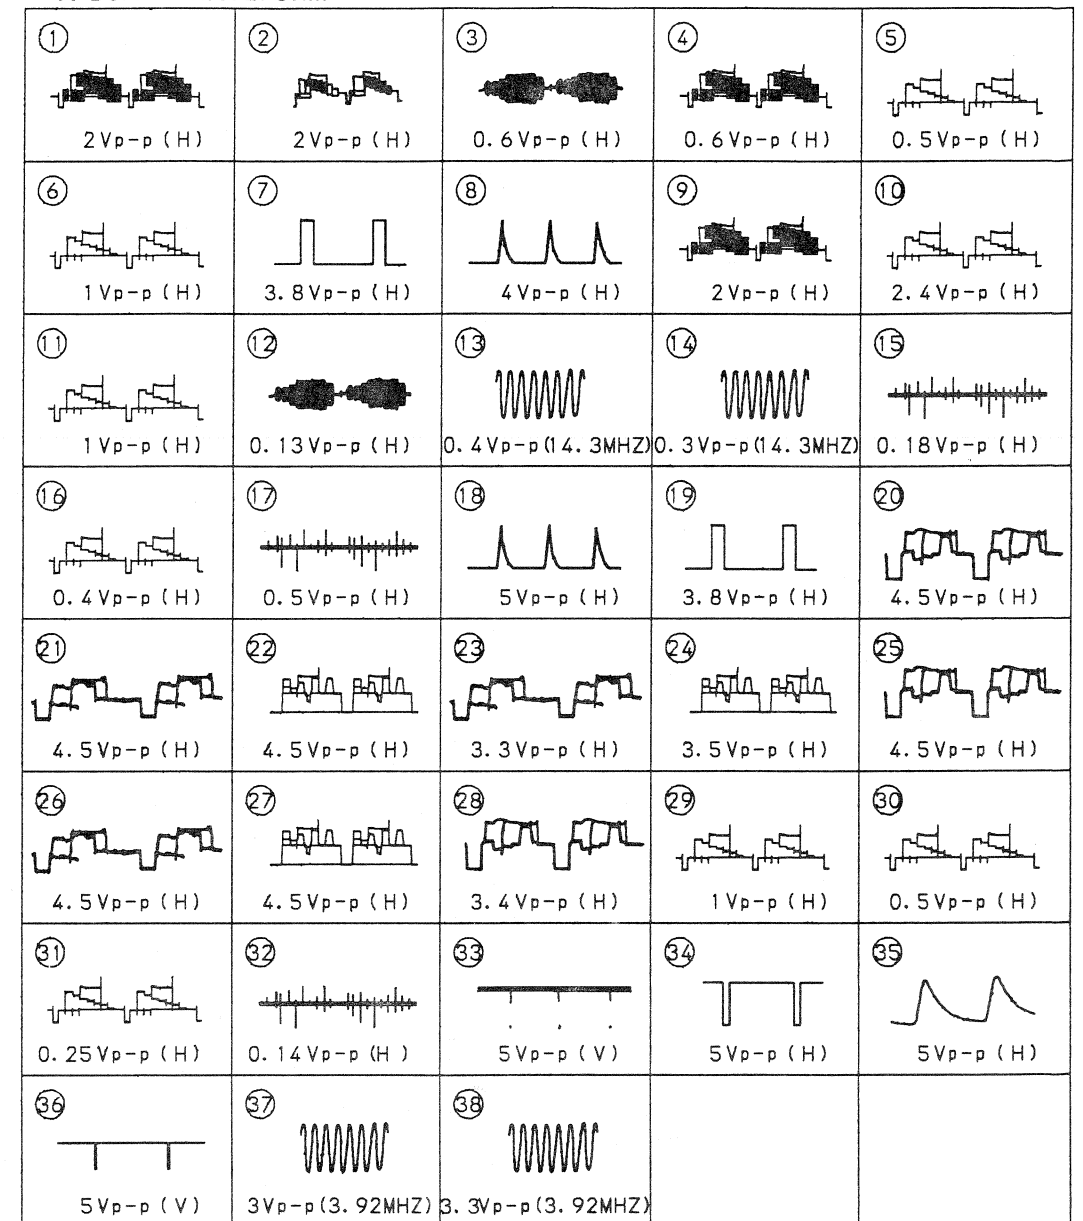 ① ② ③ ④ ⑤
2Vp-p (H) 2Vp-p (H) 0.6Vp-p (H) 0.6Vp-p (H) 0.5Vp-p (H)
⑥ ⑦ ⑧ ⑨ ⑩
1Vp-p (H) 3.8Vp-p (H) 4Vp-p (H) 2Vp-p (H) 2.4Vp-p (H)
⑪ ⑫ ⑬ ⑭ ⑮
1Vp-p (H) 0.13Vp-p (H) 0.4Vp-p(14.3MHZ) 0.3Vp-p(14.3MHZ) 0.18Vp-p (H)
⑯ ⑰ ⑱ ⑲ ⑳
0.4Vp-p (H) 0.5Vp-p (H) 5Vp-p (H) 3.8Vp-p (H) 4.5Vp-p (H)
㉑ ㉒ ㉓ ㉔ ㉕
4.5Vp-p (H) 4.5Vp-p (H) 3.3Vp-p (H) 3.5Vp-p (H) 4.5Vp-p (H)
㉖ ㉗ ㉘ ㉙ ㉚
4.5Vp-p (H) 4.5Vp-p (H) 3.4Vp-p (H) 1Vp-p (H) 0.5Vp-p (H)
㉛ ㉜ ㉝ ㉞ ㉟
0.25Vp-p (H) 0.14Vp-p (H) 5Vp-p (V) 5Vp-p (H) 5Vp-p (H)
㊱ ㊲ ㊳
5Vp-p (V) 3Vp-p(3.92MHZ) 3.3Vp-p(3.92MHZ)